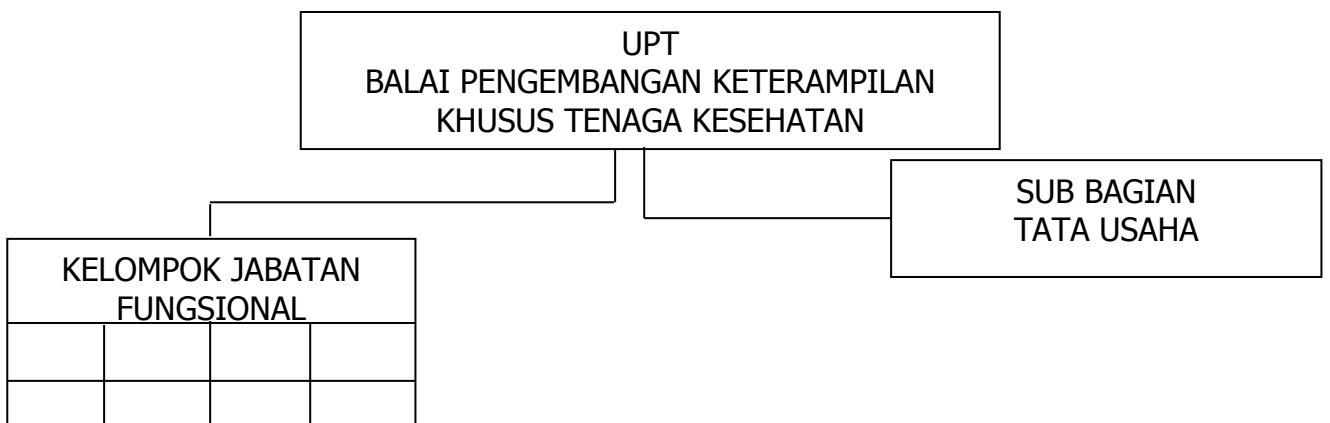 UPT
BALAI PENGEMBANGAN KETERAMPILAN
KHUSUS TENAGA KESEHATAN
SUB BAGIAN
TATA USAHA
KELOMPOK JABATAN
FUNGSIONAL